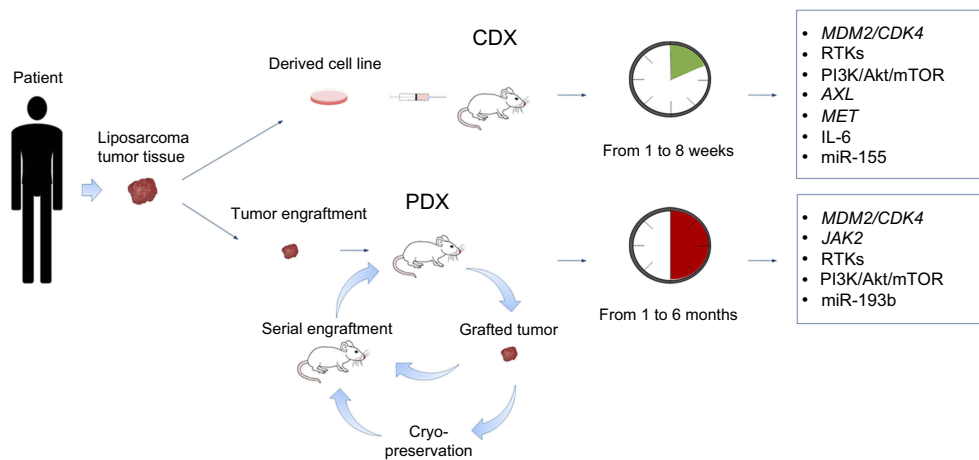 Patient
Liposarcoma
tumor tissue
Derived cell line
CDX
From 1 to 8 weeks
• MDM2/CDK4
• RTKs
• PI3K/Akt/mTOR
• AXL
• MET
• IL-6
• miR-155
Tumor engraftment
PDX
Serial engraftment
Grafted tumor
Cryo-
preservation
From 1 to 6 months
• MDM2/CDK4
• JAK2
• RTKs
• PI3K/Akt/mTOR
• miR-193b